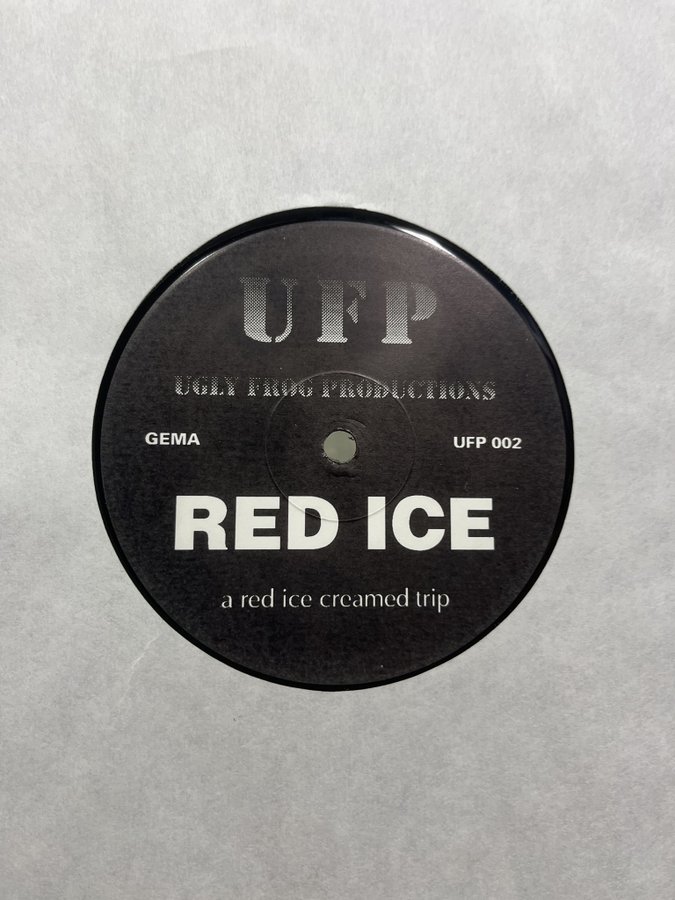 UFP
UGLY FROG PRODUCTIONS
GEMA UFP 002
RED ICE
a red ice creamed trip